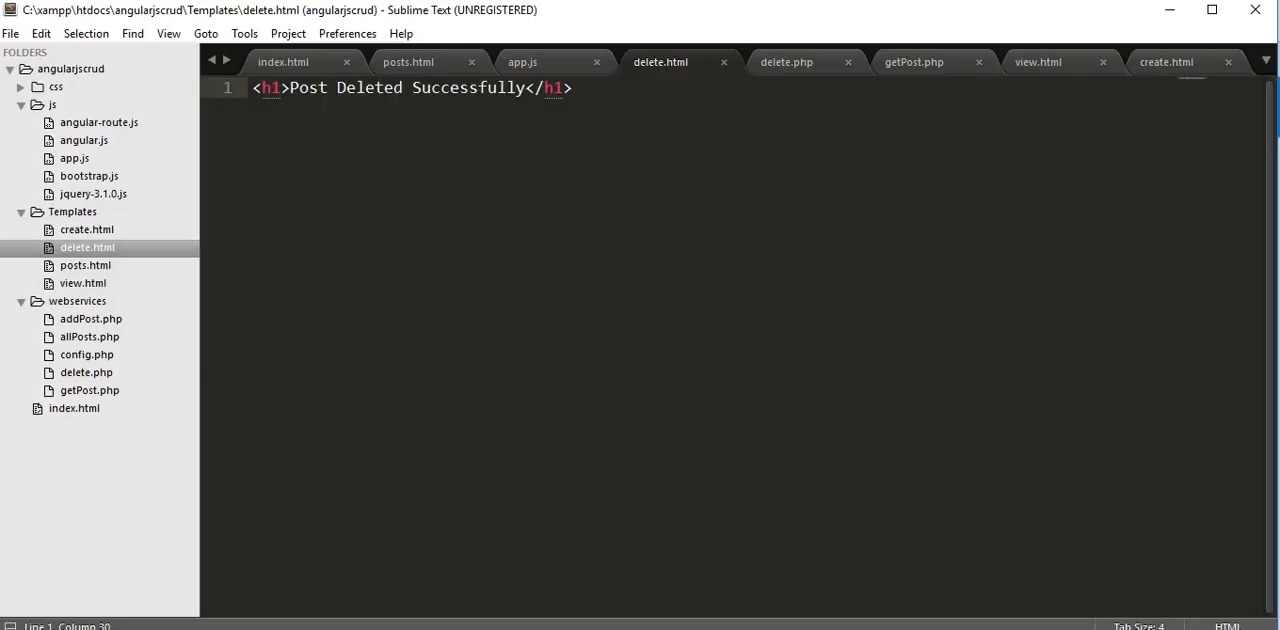 C:\xampp\htdocs\angularjscrud\Templates\delete.html (angularjscrud) - Sublime Text (UNREGISTERED)
File Edit Selection Find View Goto Tools Project Preferences Help
FOLDERS
angularjscrud
css
js
angular-route.js
angular.js
app.js
bootstrap.js
jquery-3.1.0.js
Templates
create.html
delete.html
posts.html
view.html
webservices
addPost.php
allPosts.php
config.php
delete.php
getPost.php
index.html
index.html posts.html app.js delete.html delete.php getPost.php view.html create.html
1 <h1>Post Deleted Successfully</h1>
Line 1, Column 30 Tab Size: 4 HTML